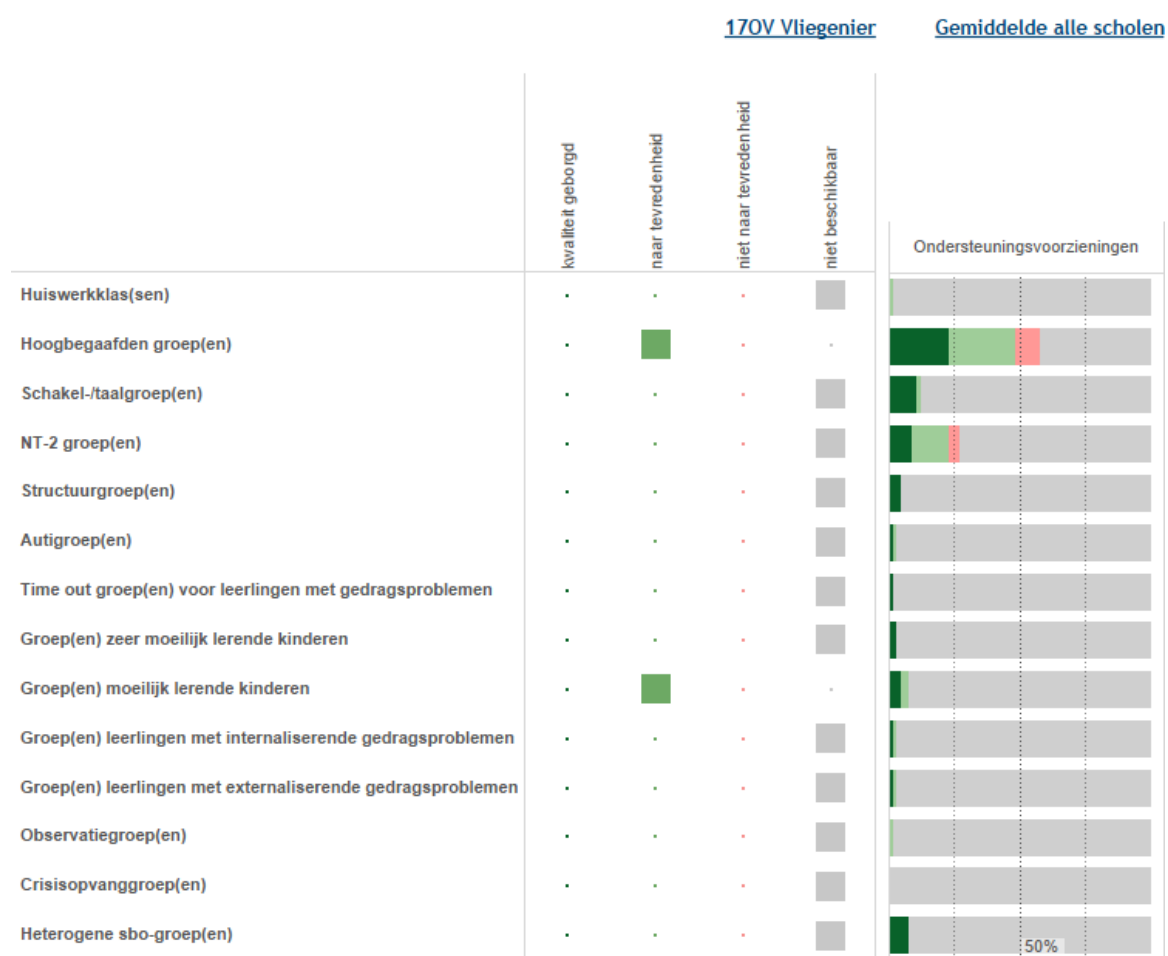 17OV Vliegenier
Gemiddelde alle scholen
kwaliteit geborgd
naar tevredenheid
niet naar tevredenheid
niet beschikbaar
Ondersteuningsvoorzieningen
Huiswerkklas(sen)
Hoogbegaafden groep(en)
Schakel-/taalgroep(en)
NT-2 groep(en)
Structuurgroep(en)
Autigroep(en)
Time out groep(en) voor leerlingen met gedragsproblemen
Groep(en) zeer moeilijk lerende kinderen
Groep(en) moeilijk lerende kinderen
Groep(en) leerlingen met internaliserende gedragsproblemen
Groep(en) leerlingen met externaliserende gedragsproblemen
Observatiegroep(en)
Crisisopvanggroep(en)
Heterogene sbo-groep(en)
50%